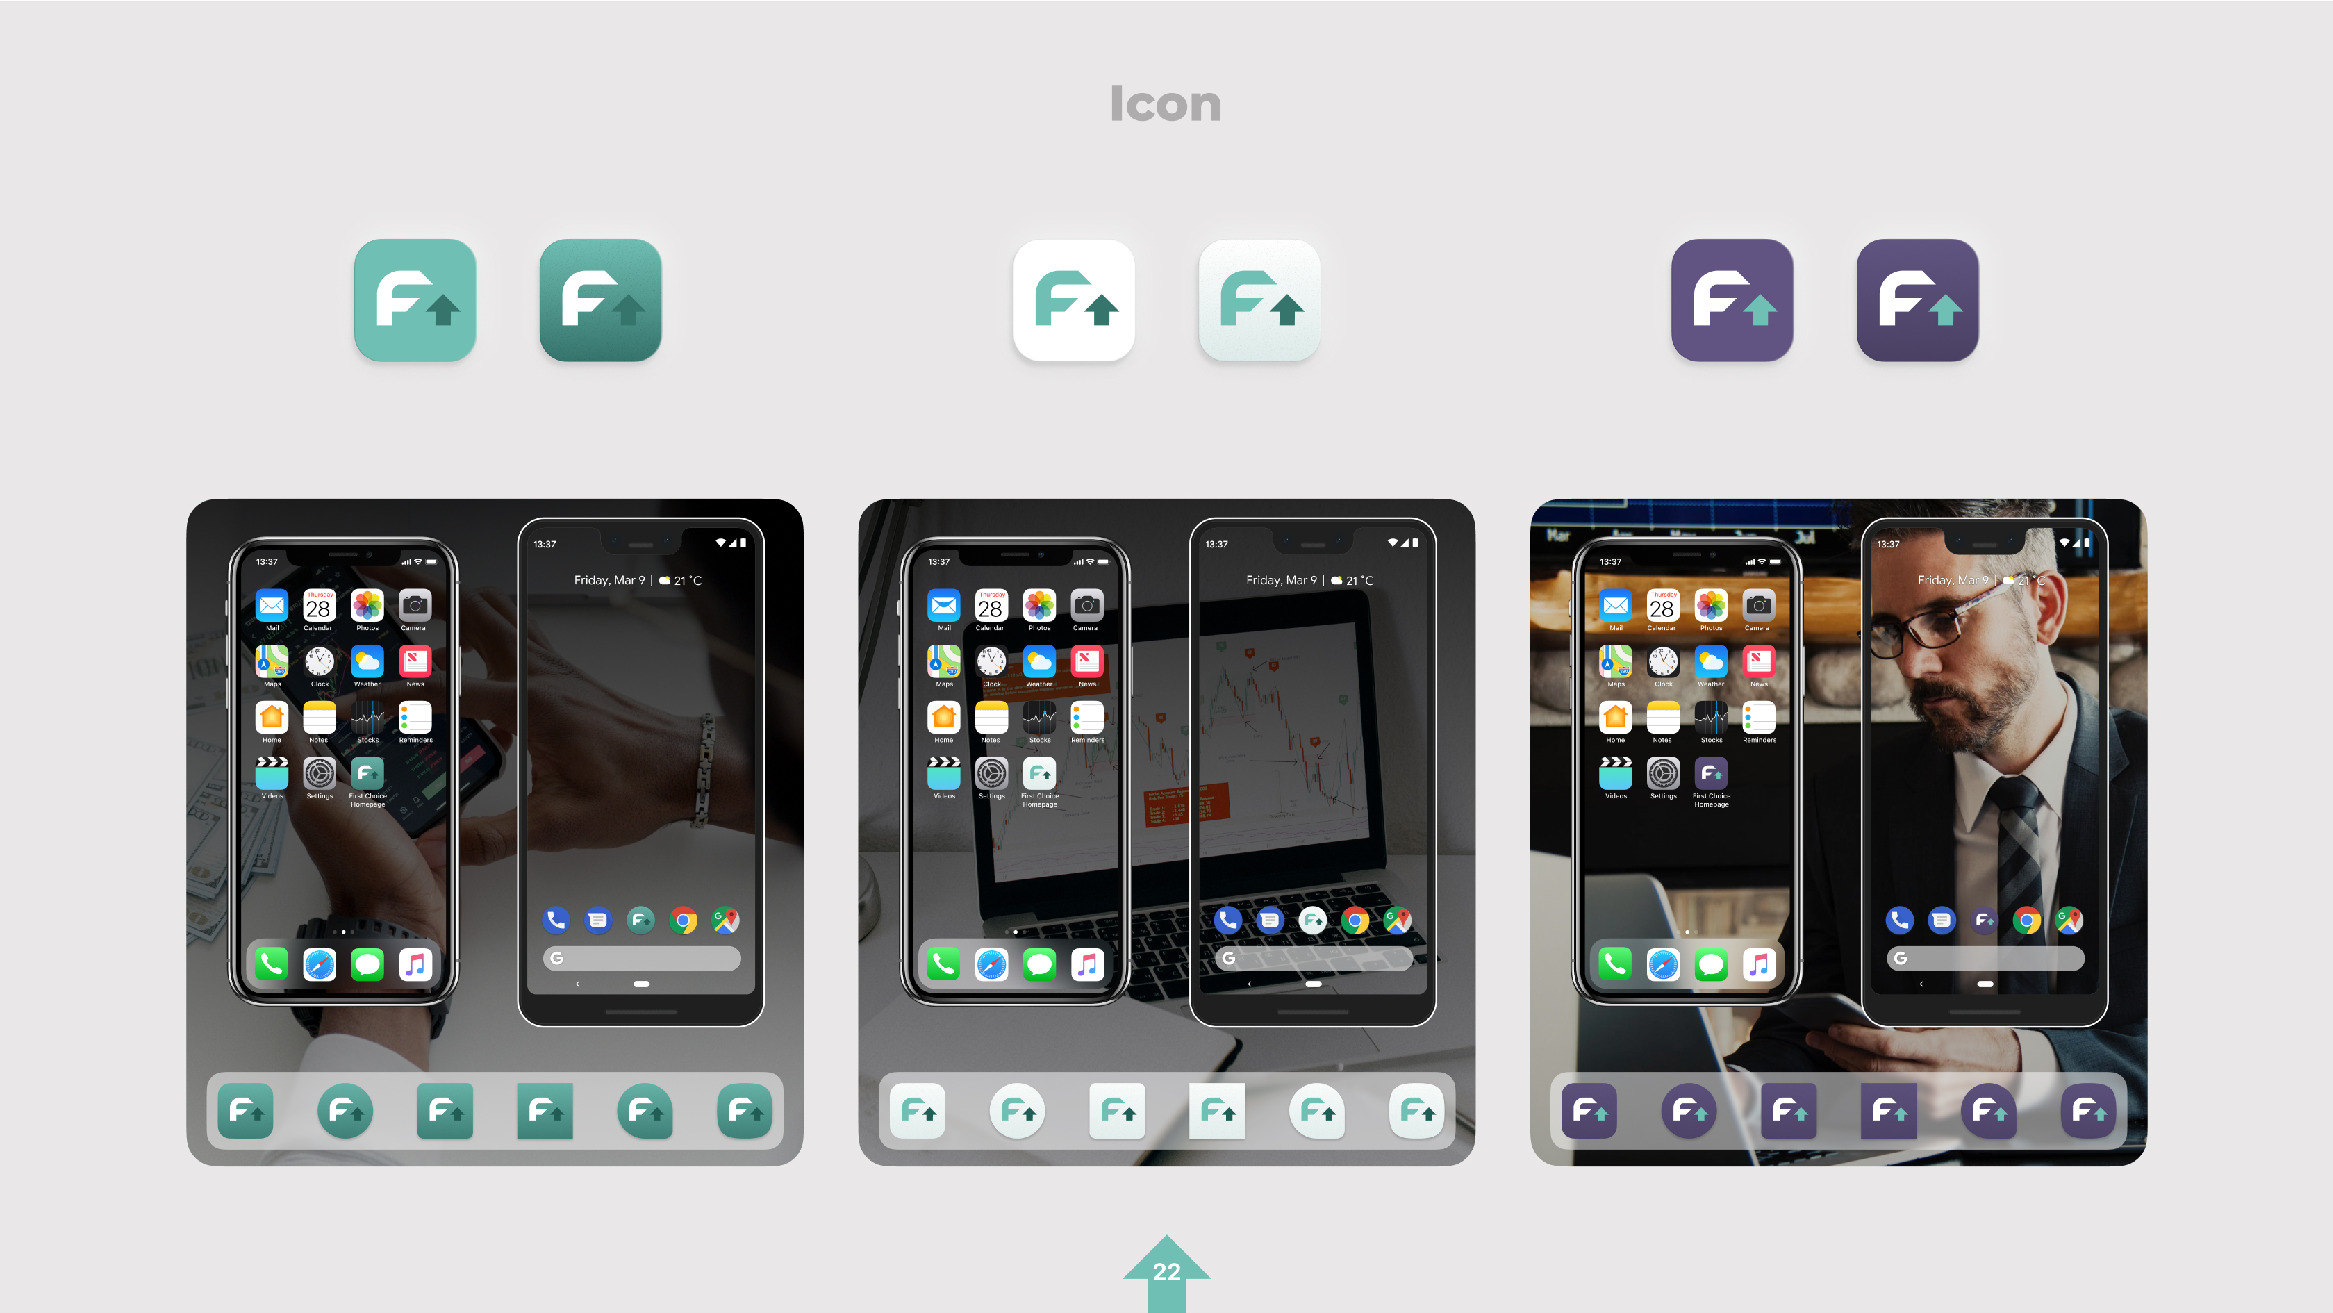 Icon
F
F
F
F
F
F
13:37
Thursday
28
Mail
Calendar
Photos
Camera
Maps
Clock
Weather
News
Home
Notes
Stocks
Reminders
Videos
Settings
First Choice
Homepage
13:37
Friday, Mar 9 | 21 °C
G
F
F
F
F
F
F
13:37
Thursday
28
Mail
Calendar
Photos
Camera
Maps
Clock
Weather
News
Home
Notes
Stocks
Reminders
Videos
Settings
First Choice
Homepage
13:37
Friday, Mar 9 | 21 °C
G
F
F
F
F
F
F
Mar
Jul
13:37
Thursday
28
Mail
Calendar
Photos
Camera
Maps
Clock
Weather
News
Home
Notes
Stocks
Reminders
Videos
Settings
First Choice
Homepage
13:37
Friday, Mar 9 | 21 °C
G
F
F
F
F
F
F
22